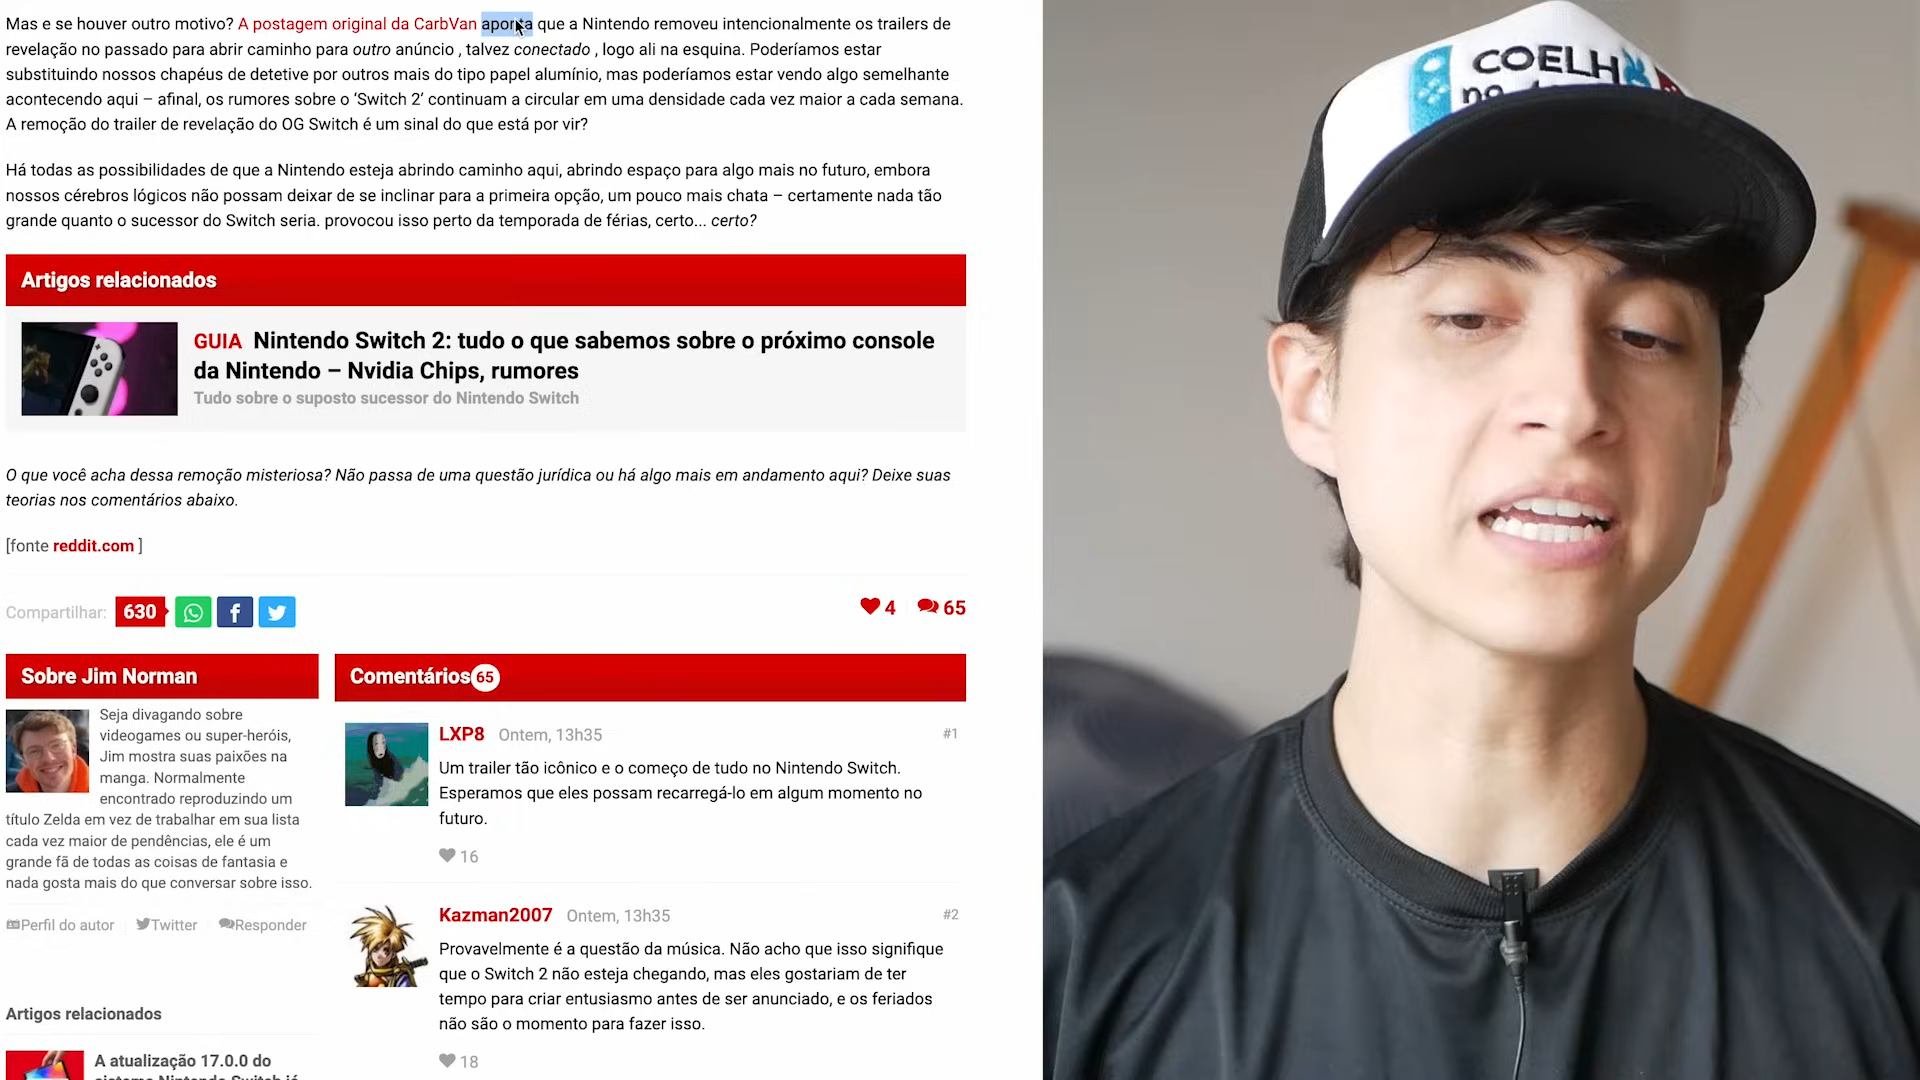 Mas e se houver outro motivo? A postagem original da CarbVan aponta que a Nintendo removeu intencionalmente os trailers de
revelação no passado para abrir caminho para outro anúncio , talvez conectado , logo ali na esquina. Poderíamos estar
substituindo nossos chapéus de detetive por outros mais do tipo papel alumínio, mas poderíamos estar vendo algo semelhante
acontecendo aqui – afinal, os rumores sobre o ‘Switch 2’ continuam a circular em uma densidade cada vez maior a cada semana.
A remoção do trailer de revelação do OG Switch é um sinal do que está por vir?
Há todas as possibilidades de que a Nintendo esteja abrindo caminho aqui, abrindo espaço para algo mais no futuro, embora
nossos cérebros lógicos não possam deixar de se inclinar para a primeira opção, um pouco mais chata – certamente nada tão
grande quanto o sucessor do Switch seria. provocou isso perto da temporada de férias, certo... certo?
Artigos relacionados
GUIA Nintendo Switch 2: tudo o que sabemos sobre o próximo console
da Nintendo – Nvidia Chips, rumores
Tudo sobre o suposto sucessor do Nintendo Switch
O que você acha dessa remoção misteriosa? Não passa de uma questão jurídica ou há algo mais em andamento aqui? Deixe suas
teorias nos comentários abaixo.
[fonte reddit.com ]
Compartilhar: 630
4 65
Sobre Jim Norman
Seja divagando sobre
videogames ou super-heróis,
Jim mostra suas paixões na
manga. Normalmente
encontrado reproduzindo um
título Zelda em vez de trabalhar em sua lista
cada vez maior de pendências, ele é um
grande fã de todas as coisas de fantasia e
nada gosta mais do que conversar sobre isso.
Perfil do autor Twitter Responder
Artigos relacionados
A atualização 17.0.0 do
sistema Nintendo Switch já
Comentários 65
LXP8 Ontem, 13h35 #1
Um trailer tão icônico e o começo de tudo no Nintendo Switch.
Esperamos que eles possam recarregá-lo em algum momento no
futuro.
16
Kazman2007 Ontem, 13h35 #2
Provavelmente é a questão da música. Não acho que isso signifique
que o Switch 2 não esteja chegando, mas eles gostariam de ter
tempo para criar entusiasmo antes de ser anunciado, e os feriados
não são o momento para fazer isso.
18
COELH
no